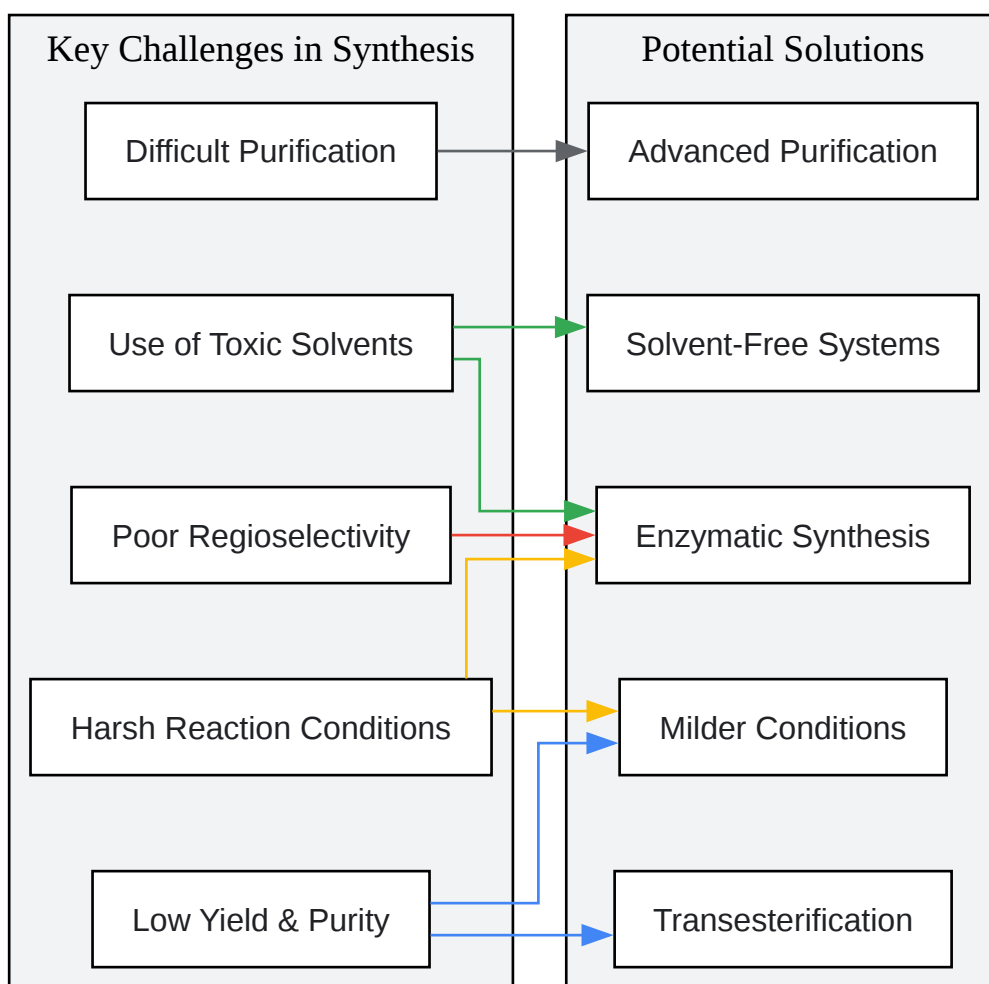 Key Challenges in Synthesis
Difficult Purification
Use of Toxic Solvents
Poor Regioselectivity
Harsh Reaction Conditions
Low Yield & Purity
Potential Solutions
Advanced Purification
Solvent-Free Systems
Enzymatic Synthesis
Milder Conditions
Transesterification